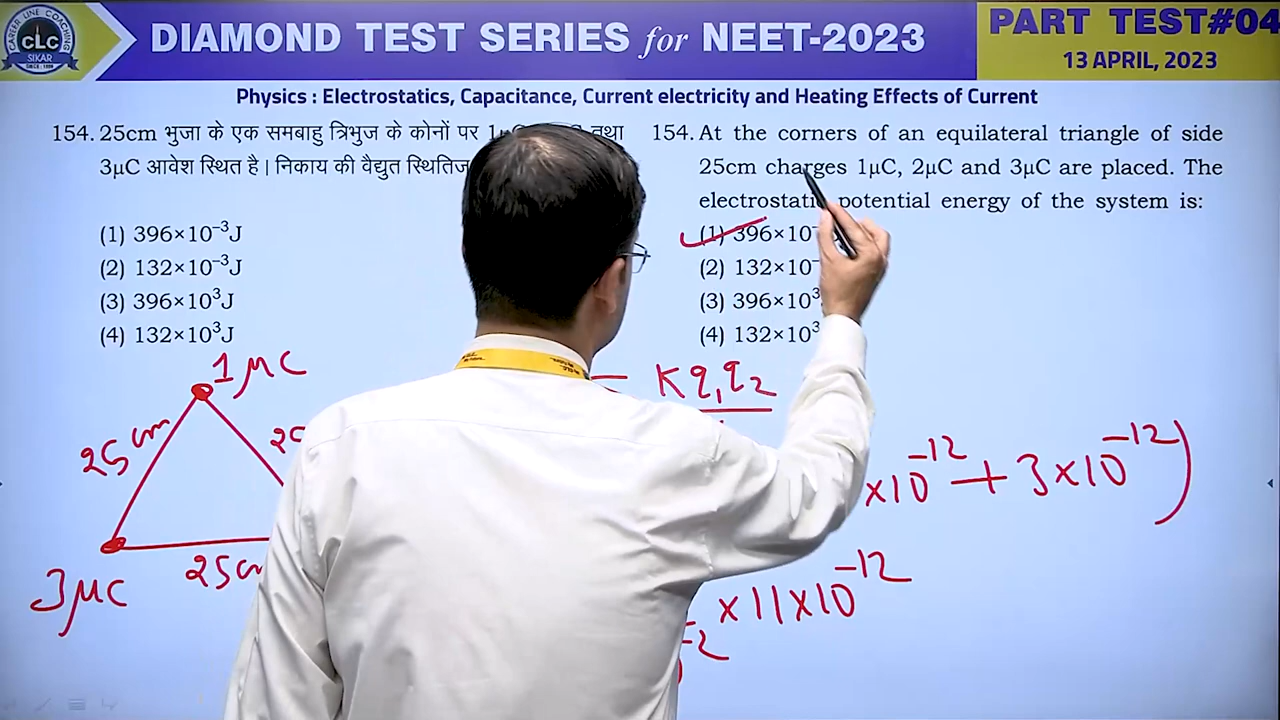 CAREER LINE COACHING
CLC
SIKAR
SINCE : 1996
DIAMOND TEST SERIES for NEET-2023
PART TEST#04
13 APRIL, 2023
Physics : Electrostatics, Capacitance, Current electricity and Heating Effects of Current
154. 25cm भुजा के एक समबाहु त्रिभुज के कोनों पर तथा
3μC आवेश स्थित है | निकाय की वैद्युत
(1) 396×10⁻³J
(2) 132×10⁻³J
(3) 396×10³J
(4) 132×10³J
154. At the corners of an equilateral triangle of side
25cm charges 1μC, 2μC and 3μC are placed. The
potential energy of the system is:
(1) 396×10
(2) 132×10
(3) 396×10³
(4) 132×10³
1μC
25cm
3μC
= Kq₁q₂
×10⁻¹² + 3×10⁻¹²)
×11×10⁻¹²